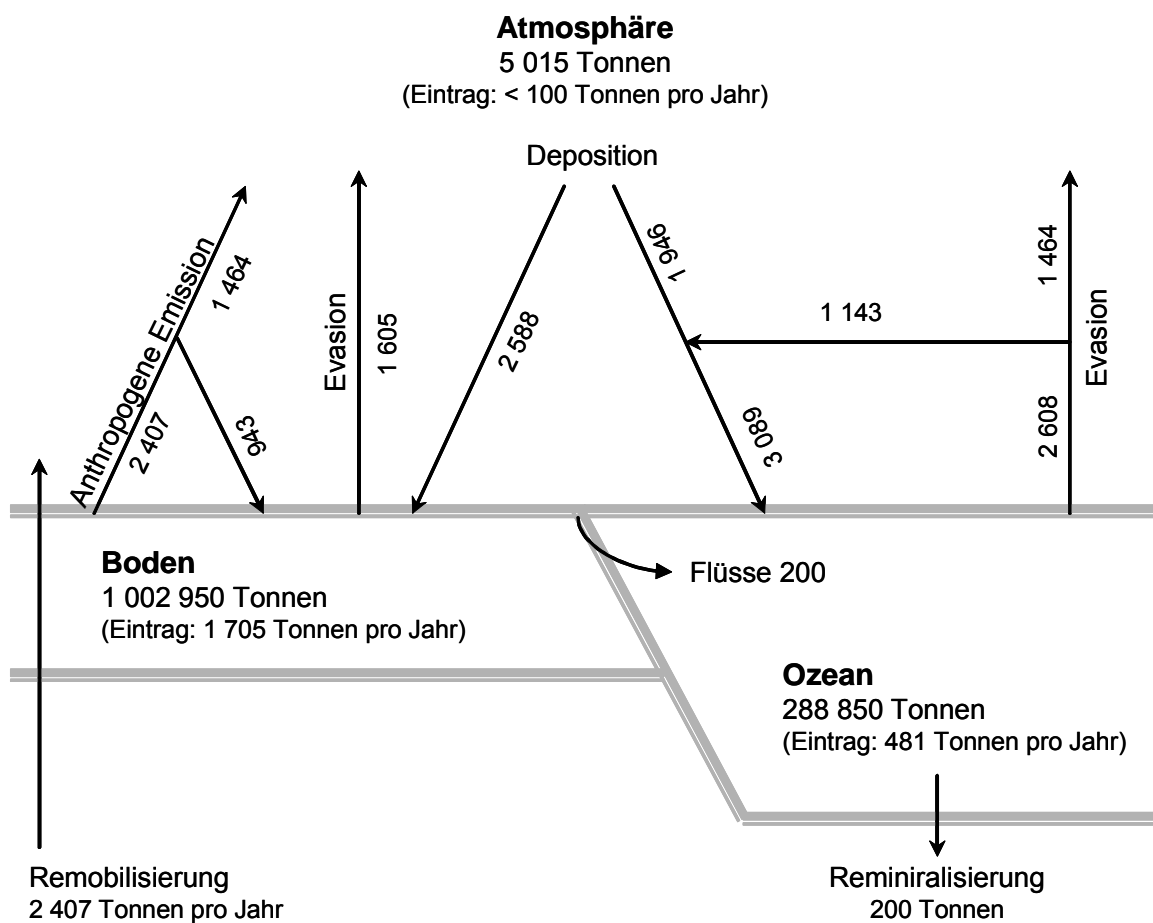 Atmosphäre
5 015 Tonnen
(Eintrag: < 100 Tonnen pro Jahr)
Deposition
Anthropogene Emission
1 464
2 407
943
Evasion
1 605
2 588
1 946
3 089
1 143
1 464
Evasion
2 608
Boden
1 002 950 Tonnen
(Eintrag: 1 705 Tonnen pro Jahr)
Flüsse 200
Ozean
288 850 Tonnen
(Eintrag: 481 Tonnen pro Jahr)
Remobilisierung
2 407 Tonnen pro Jahr
Reminiralisierung
200 Tonnen